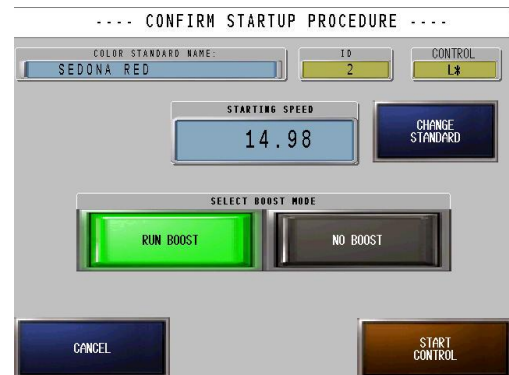 ---- CONFIRM STARTUP PROCEDURE ----
COLOR STANDARD NAME:
SEDONA RED
ID
2
CONTROL
L*
STARTING SPEED
14.98
CHANGE
STANDARD
SELECT BOOST MODE
RUN BOOST
NO BOOST
CANCEL
START
CONTROL